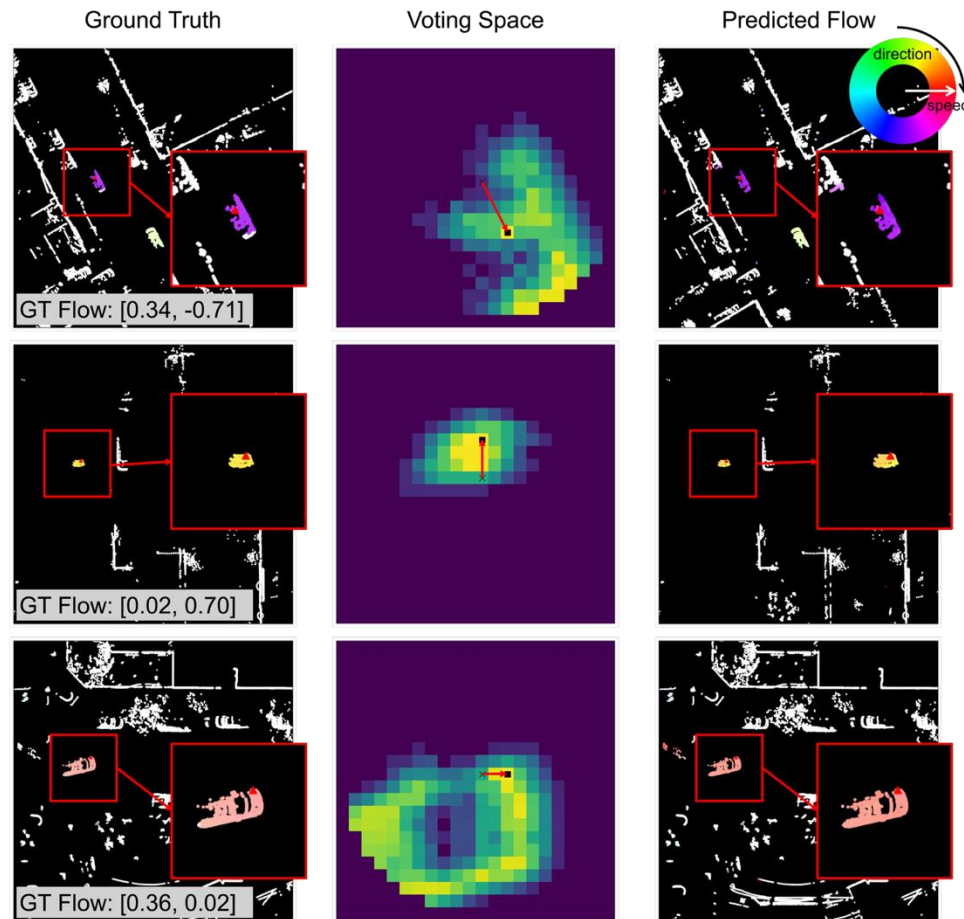 Ground Truth
Voting Space
Predicted Flow
direction
speed
GT Flow: [0.34, -0.71]
GT Flow: [0.02, 0.70]
GT Flow: [0.36, 0.02]